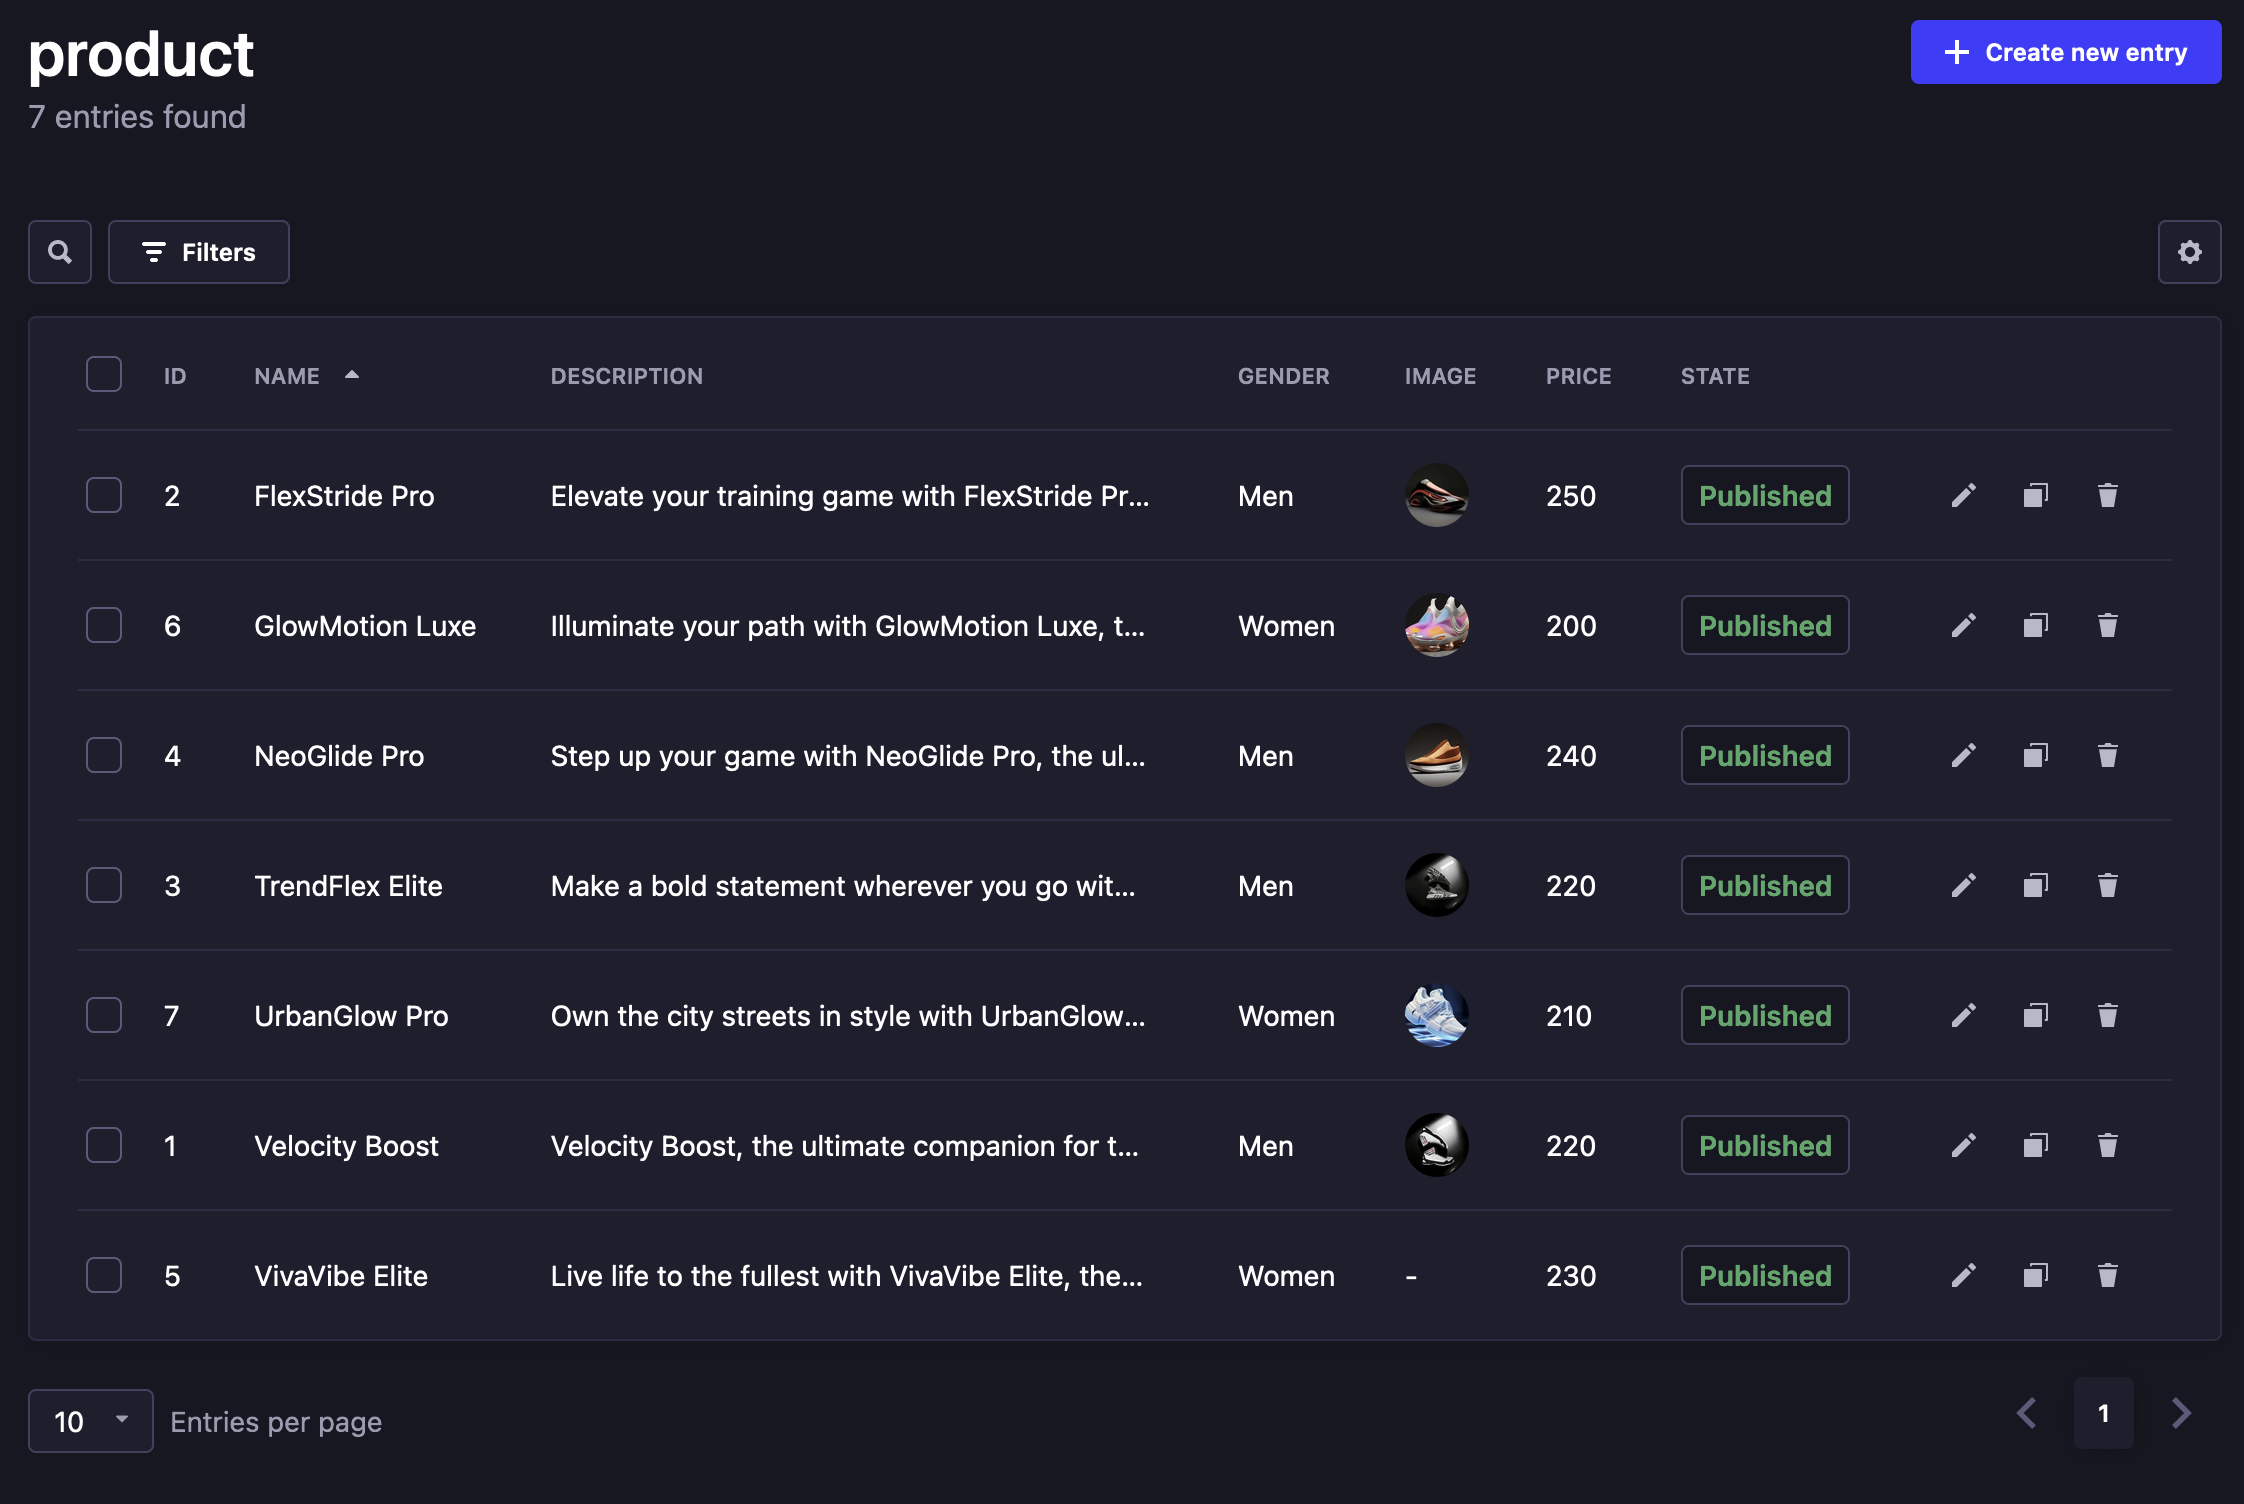 product
Create new entry
7 entries found
Filters
ID NAME DESCRIPTION GENDER IMAGE PRICE STATE
2 FlexStride Pro Elevate your training game with FlexStride Pr... Men 250 Published
6 GlowMotion Luxe Illuminate your path with GlowMotion Luxe, t... Women 200 Published
4 NeoGlide Pro Step up your game with NeoGlide Pro, the ul... Men 240 Published
3 TrendFlex Elite Make a bold statement wherever you go wit... Men 220 Published
7 UrbanGlow Pro Own the city streets in style with UrbanGlow... Women 210 Published
1 Velocity Boost Velocity Boost, the ultimate companion for t... Men 220 Published
5 VivaVibe Elite Live life to the fullest with VivaVibe Elite, the... Women - 230 Published
10 Entries per page 1